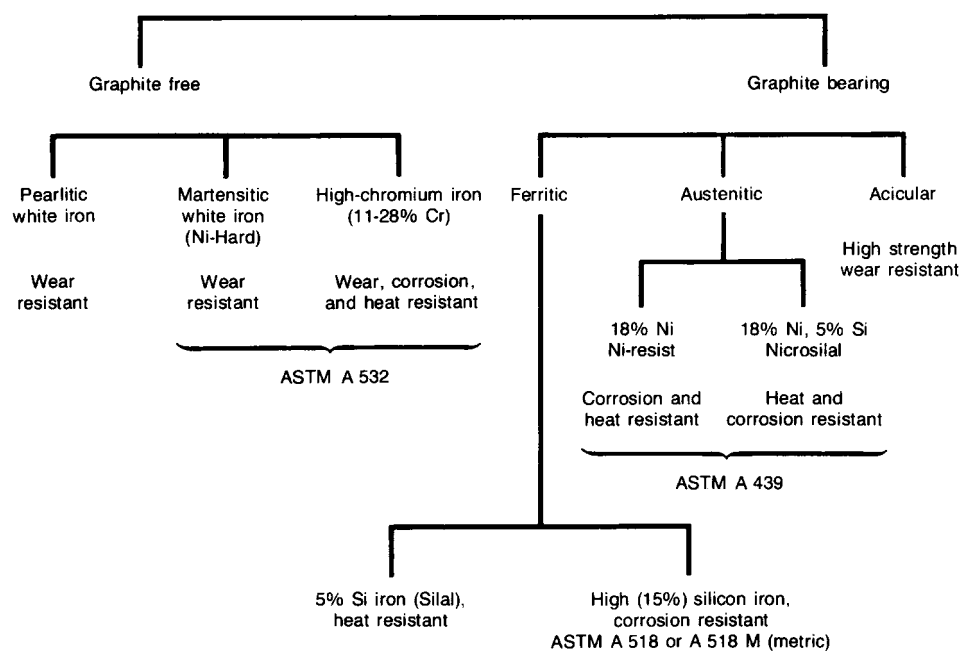 Graphite free
Graphite bearing
Pearlitic
white iron
Martensitic
white iron
(Ni-Hard)
High-chromium iron
(11-28% Cr)
Ferritic
Austenitic
Acicular
Wear
resistant
Wear
resistant
Wear, corrosion,
and heat resistant
High strength
wear resistant
ASTM A 532
18% Ni
Ni-resist
18% Ni, 5% Si
Nicrosilal
Corrosion and
heat resistant
Heat and
corrosion resistant
ASTM A 439
5% Si iron (Silal),
heat resistant
High (15%) silicon iron,
corrosion resistant
ASTM A 518 or A 518 M (metric)